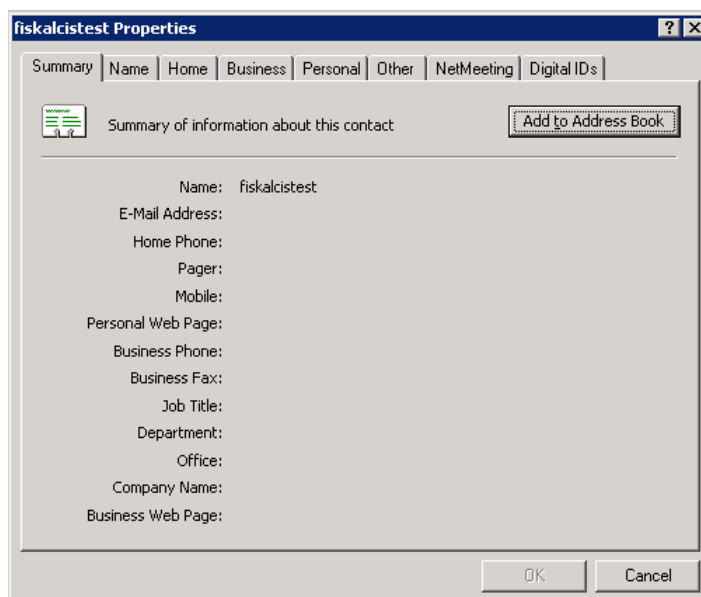 fiskalcistest Properties
Summary Name Home Business Personal Other NetMeeting Digital IDs
Summary of information about this contact Add to Address Book
Name: fiskalcistest
E-Mail Address:
Home Phone:
Pager:
Mobile:
Personal Web Page:
Business Phone:
Business Fax:
Job Title:
Department:
Office:
Company Name:
Business Web Page:
OK Cancel